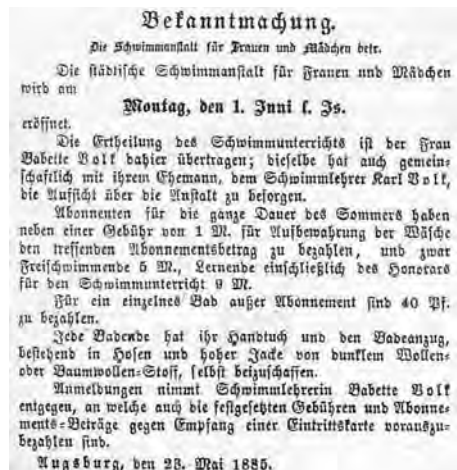 Bekanntmachung.
Die Schwimmanstalt für Frauen und Mädchen betr.
Die städtische Schwimmanstalt für Frauen und Mädchen
wird am
Montag, den 1. Juni l. Js.
eröffnet.
Die Ertheilung des Schwimmunterrichts ist der Frau
Babette Bolk dahier übertragen; dieselbe hat auch gemein-
schaftlich mit ihrem Ehemann, dem Schwimmlehrer Karl Bolk,
die Aufsicht über die Anstalt zu besorgen.
Abonnenten für die ganze Dauer des Sommers haben
neben einer Gebühr von 1 M. für Aufbewahrung der Wäsche
den treffenden Abonnementsbetrag zu bezahlen, und zwar
Freischwimmende 5 M., Lernende einschließlich des Honorars
für den Schwimmunterricht 9 M.
Für ein einzelnes Bad außer Abonnement sind 40 Pf.
zu bezahlen.
Jede Badende hat ihr Handtuch und den Badeanzug,
bestehend in Hosen und hoher Jacke von dunklem Wollen-
oder Baumwollen-Stoff, selbst beizuschaffen.
Anmeldungen nimmt Schwimmlehrerin Babette Bolk
entgegen, an welche auch die festgesetzten Gebühren und Abonne-
ments-Beiträge gegen Empfang einer Eintrittskarte vorauszu-
bezahlen sind.
Augsburg, den 23. Mai 1885.